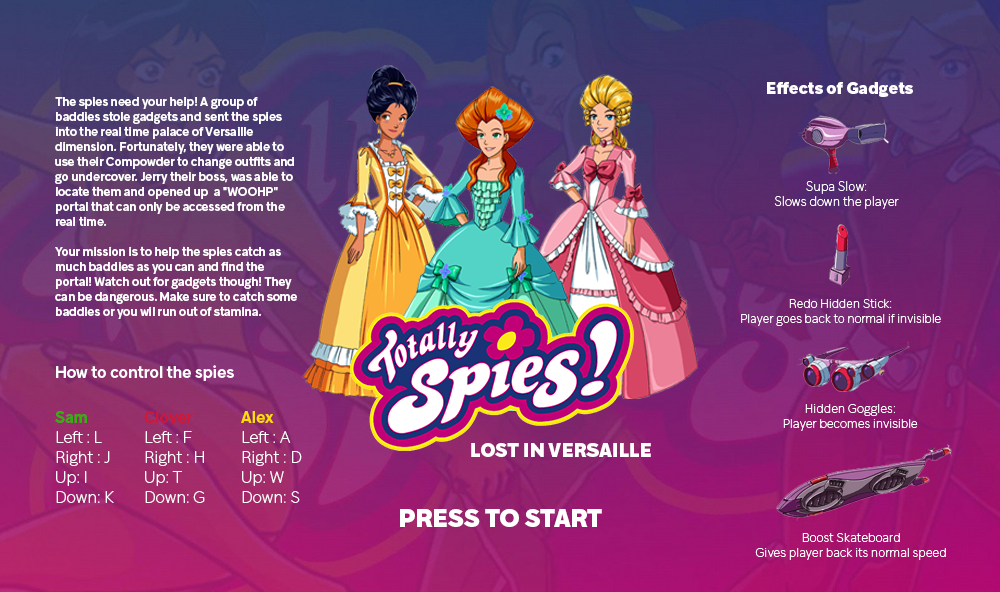 The spies need your help! A group of
baddies stole gadgets and sent the spies
into the real time palace of Versaille
dimension. Fortunately, they were able to
use their Compowder to change outfits and
go undercover. Jerry their boss, was able to
locate them and opened up a "WOOHP"
portal that can only be accessed from the
real time.
Your mission is to help the spies catch as
much baddies as you can and find the
portal! Watch out for gadgets though! They
can be dangerous. Make sure to catch some
baddies or you wil run out of stamina.
How to control the spies
Sam
Left : L
Right : J
Up: I
Down: K
Clover
Left : F
Right : H
Up: T
Down: G
Alex
Left : A
Right : D
Up: W
Down: S
Totally
Spies!
LOST IN VERSAILLE
PRESS TO START
Effects of Gadgets
Supa Slow:
Slows down the player
Redo Hidden Stick:
Player goes back to normal if invisible
Hidden Goggles:
Player becomes invisible
Boost Skateboard
Gives player back its normal speed